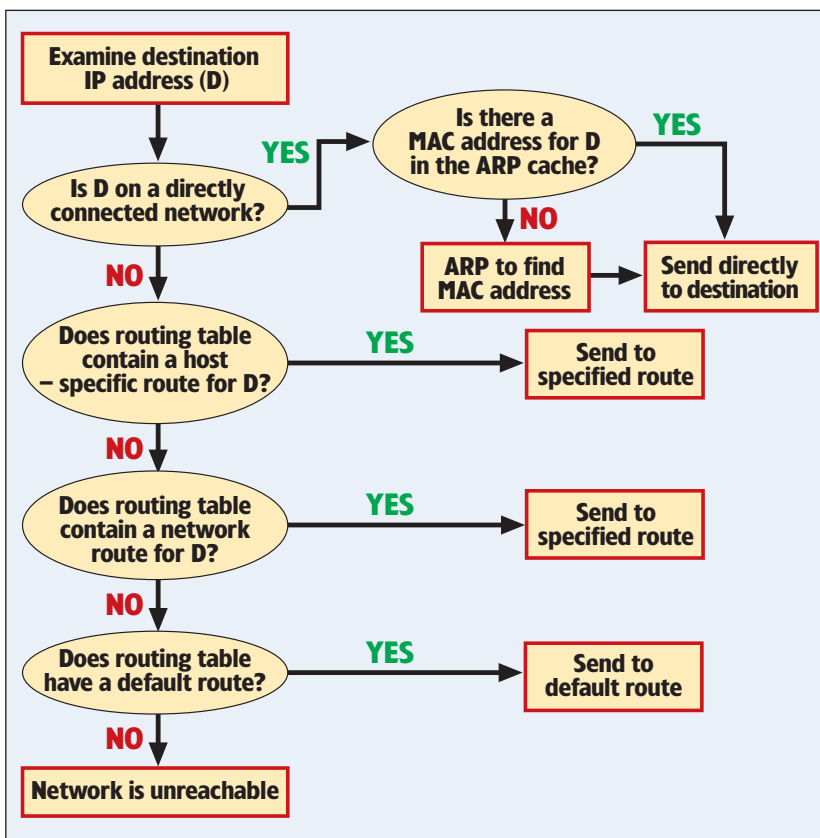 Examine destination
IP address (D)
Is there a
MAC address for D
in the ARP cache?
YES
YES
Is D on a directly
connected network?
NO
NO
ARP to find
MAC address
Send directly
to destination
Does routing table
contain a host
– specific route for D?
YES
Send to
specified route
NO
Does routing table
contain a network
route for D?
YES
Send to
specified route
NO
Does routing table
have a default route?
YES
Send to
default route
NO
Network is unreachable